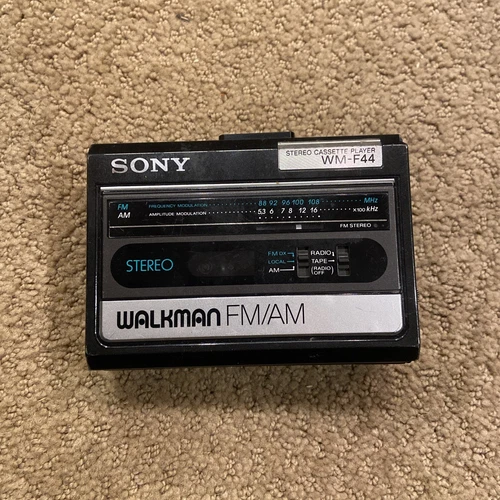 SONY
STEREO CASSETTE PLAYER
WM-F44
FM FREQUENCY MODULATION 88 92 96 100 108 MHz
AM AMPLITUDE MODULATION 53 6 7 8 12 16 x100 kHz
FM STEREO
STEREO
FM DX RADIO
LOCAL TAPE
AM (RADIO OFF)
WALKMAN FM/AM